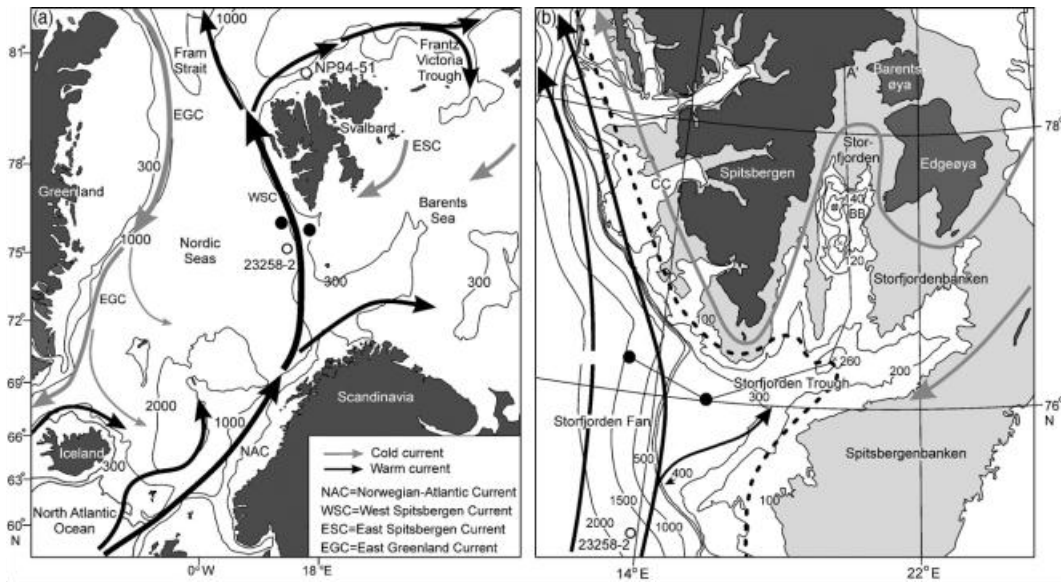 (a)
1000
81°
Fram
Strait
Frantz
Victoria
Trough
NP94-51
EGC
Svalbard
ESC
78°
300
Greenland
WSC
Barents
Sea
1000
Nordic
Seas
75°
23258-2
300
300
EGC
72°
69°
2000
1000
Scandinavia
66°
Iceland
300
NAC
63°
North Atlantic
Ocean
60°
N
Cold current
Warm current
NAC=Norwegian-Atlantic Current
WSC=West Spitsbergen Current
ESC=East Spitsbergen Current
EGC=East Greenland Current
0°W
18°E
(b)
A'
Barents
øya
78°
Stor-
fjorden
Edgeøya
Spitsbergen
CC
140
BB
120
Storfjordenbanken
100
260
200
Storfjorden Trough
300
76°
N
Storfjorden Fan
500
400
Spitsbergenbanken
1500
100
2000
1000
23258-2
14°E
22°E